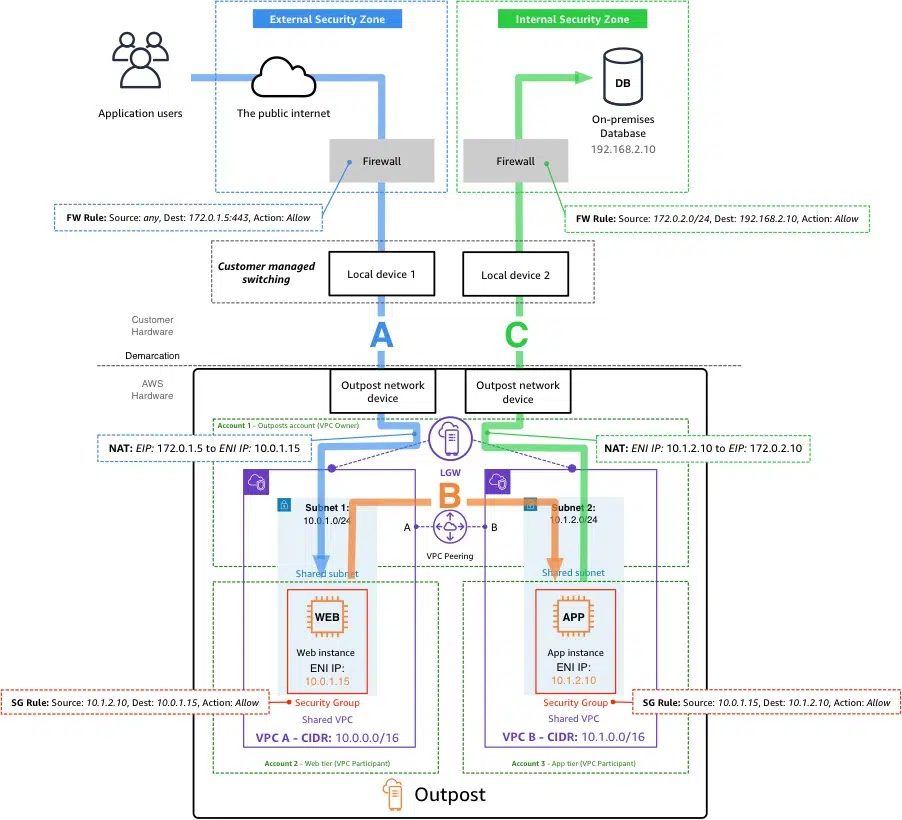 External Security Zone
Internal Security Zone
Application users
The public internet
DB
On-premises
Database
192.168.2.10
Firewall
Firewall
FW Rule: Source: any, Dest: 172.0.1.5:443, Action: Allow
FW Rule: Source: 172.0.2.0/24, Dest: 192.168.2.10, Action: Allow
Customer managed
switching
Local device 1
Local device 2
Customer
Hardware
A
C
Demarcation
AWS
Hardware
Outpost network
device
Outpost network
device
Account 1 - Outposts account (VPC Owner)
NAT: EIP: 172.0.1.5 to ENI IP: 10.0.1.15
NAT: ENI IP: 10.1.2.10 to EIP: 172.0.2.10
LGW
B
Subnet 1:
10.0.1.0/24
Subnet 2:
10.1.2.0/24
A
B
VPC Peering
Shared subnet
Shared subnet
WEB
APP
Web instance
ENI IP:
10.0.1.15
App instance
ENI IP:
10.1.2.10
SG Rule: Source: 10.1.2.10, Dest: 10.0.1.15, Action: Allow
Security Group
Security Group
SG Rule: Source: 10.0.1.15, Dest: 10.1.2.10, Action: Allow
Shared VPC
Shared VPC
VPC A - CIDR: 10.0.0.0/16
VPC B - CIDR: 10.1.0.0/16
Account 2 - Web tier (VPC Participant)
Account 3 - App tier (VPC Participant)
Outpost